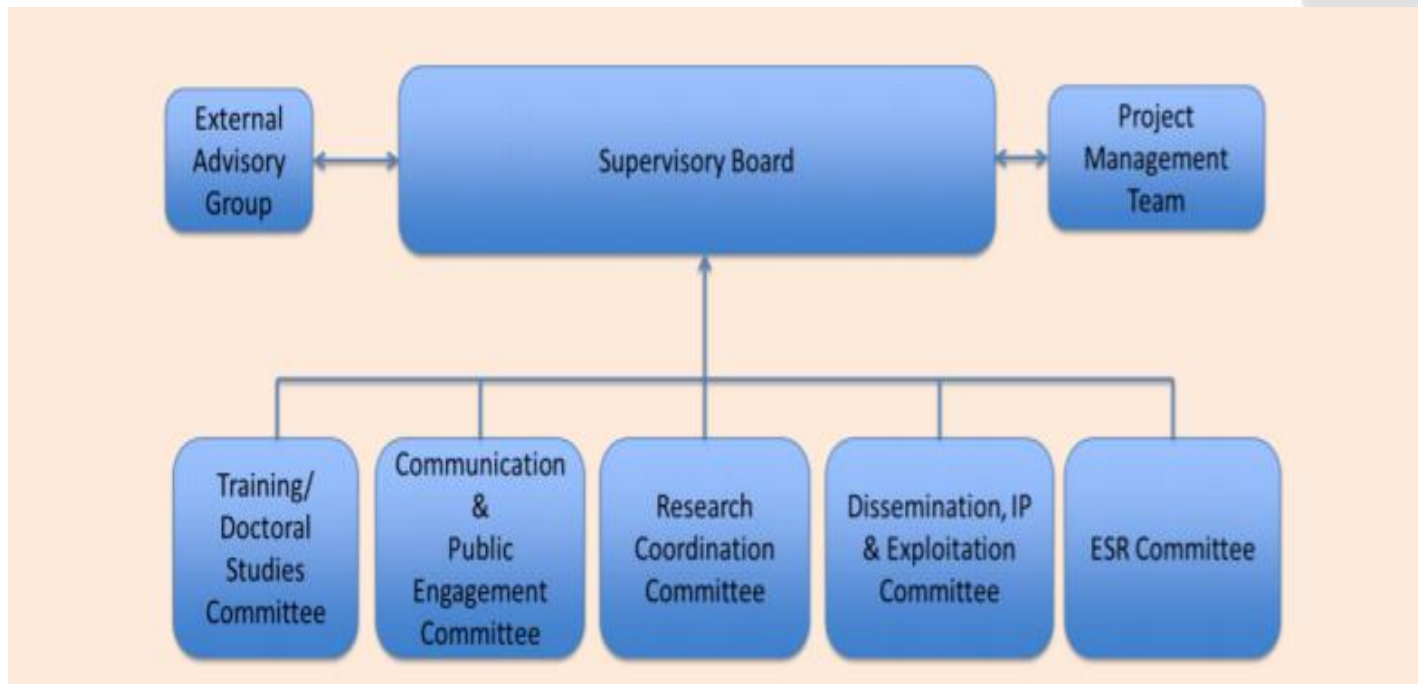 External
Advisory
Group
Supervisory Board
Project
Management
Team
Training/
Doctoral
Studies
Committee
Communication
&
Public
Engagement
Committee
Research
Coordination
Committee
Dissemination, IP
& Exploitation
Committee
ESR Committee